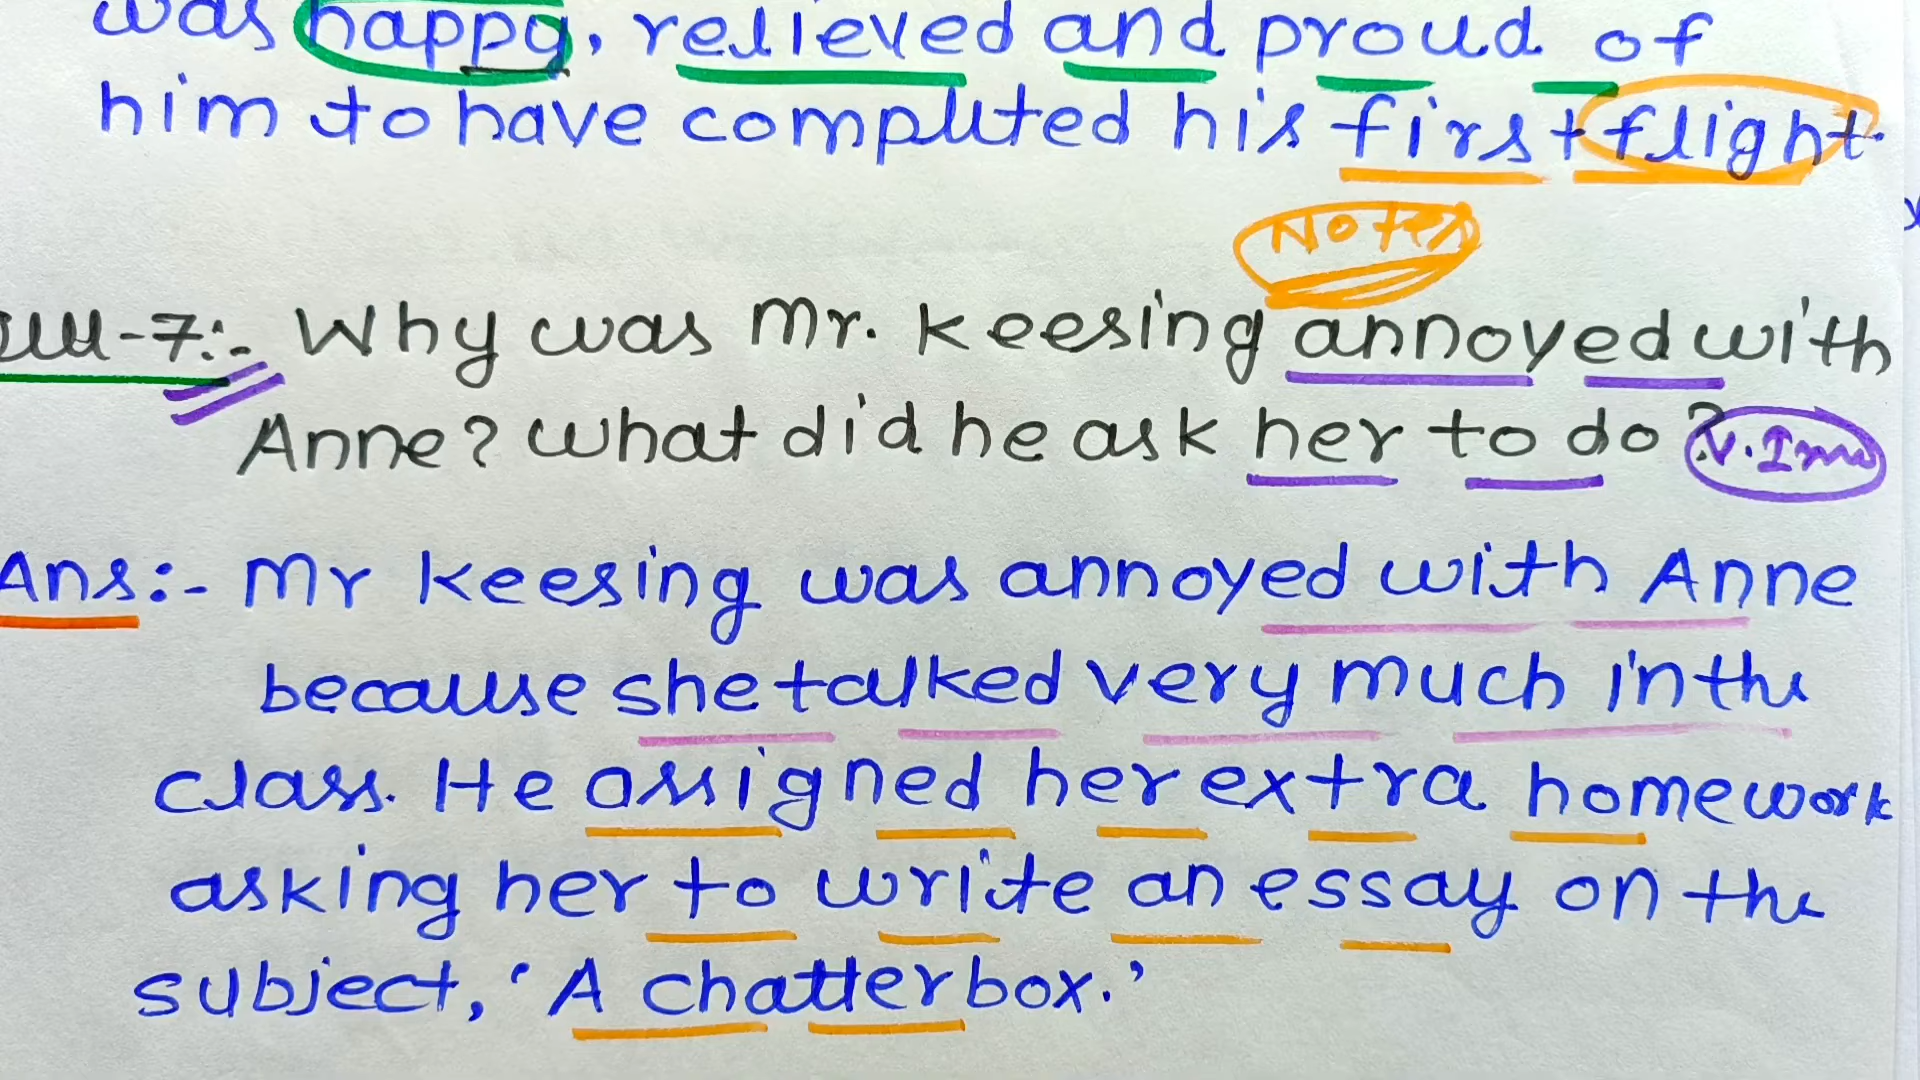 was happy, relieved and proud of
him to have completed his first flight.
Notes
-7:- Why was Mr. Keesing annoyed with
Anne? What did he ask her to do?
V. Imp
Ans:- Mr Keesing was annoyed with Anne
because she talked very much in the
class. He assigned her extra homework
asking her to write an essay on the
subject, 'A chatterbox.'